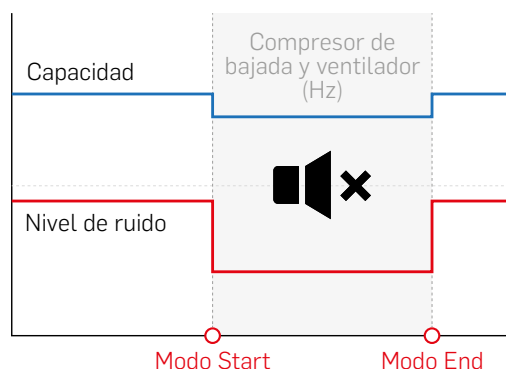 Compresor de
bajada y ventilador
(Hz)
Capacidad
Nivel de ruido
Modo Start
Modo End